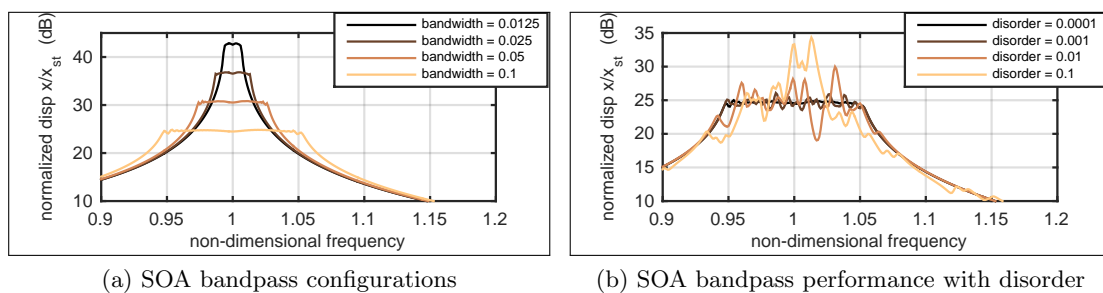 normalized disp x/x_st (dB)
40
30
20
10
0.9
0.95
1
1.05
1.1
1.15
1.2
non-dimensional frequency
bandwidth = 0.0125
bandwidth = 0.025
bandwidth = 0.05
bandwidth = 0.1
(a) SOA bandpass configurations
normalized disp x/x_st (dB)
35
30
25
20
15
10
0.9
0.95
1
1.05
1.1
1.15
1.2
non-dimensional frequency
disorder = 0.0001
disorder = 0.001
disorder = 0.01
disorder = 0.1
(b) SOA bandpass performance with disorder